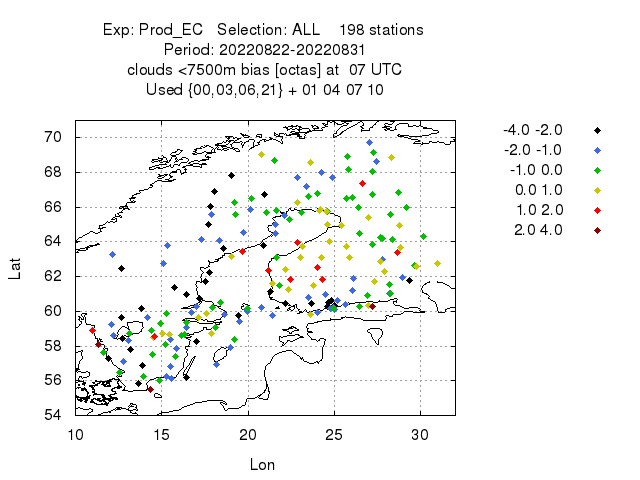 Exp: Prod_EC Selection: ALL 198 stations
Period: 20220822-20220831
clouds <7500m bias [octas] at 07 UTC
Used {00,03,06,21} + 01 04 07 10
-4.0 -2.0
-2.0 -1.0
-1.0 0.0
0.0 1.0
1.0 2.0
2.0 4.0
Lat
70
68
66
64
62
60
58
56
54
10 15 20 25 30
Lon